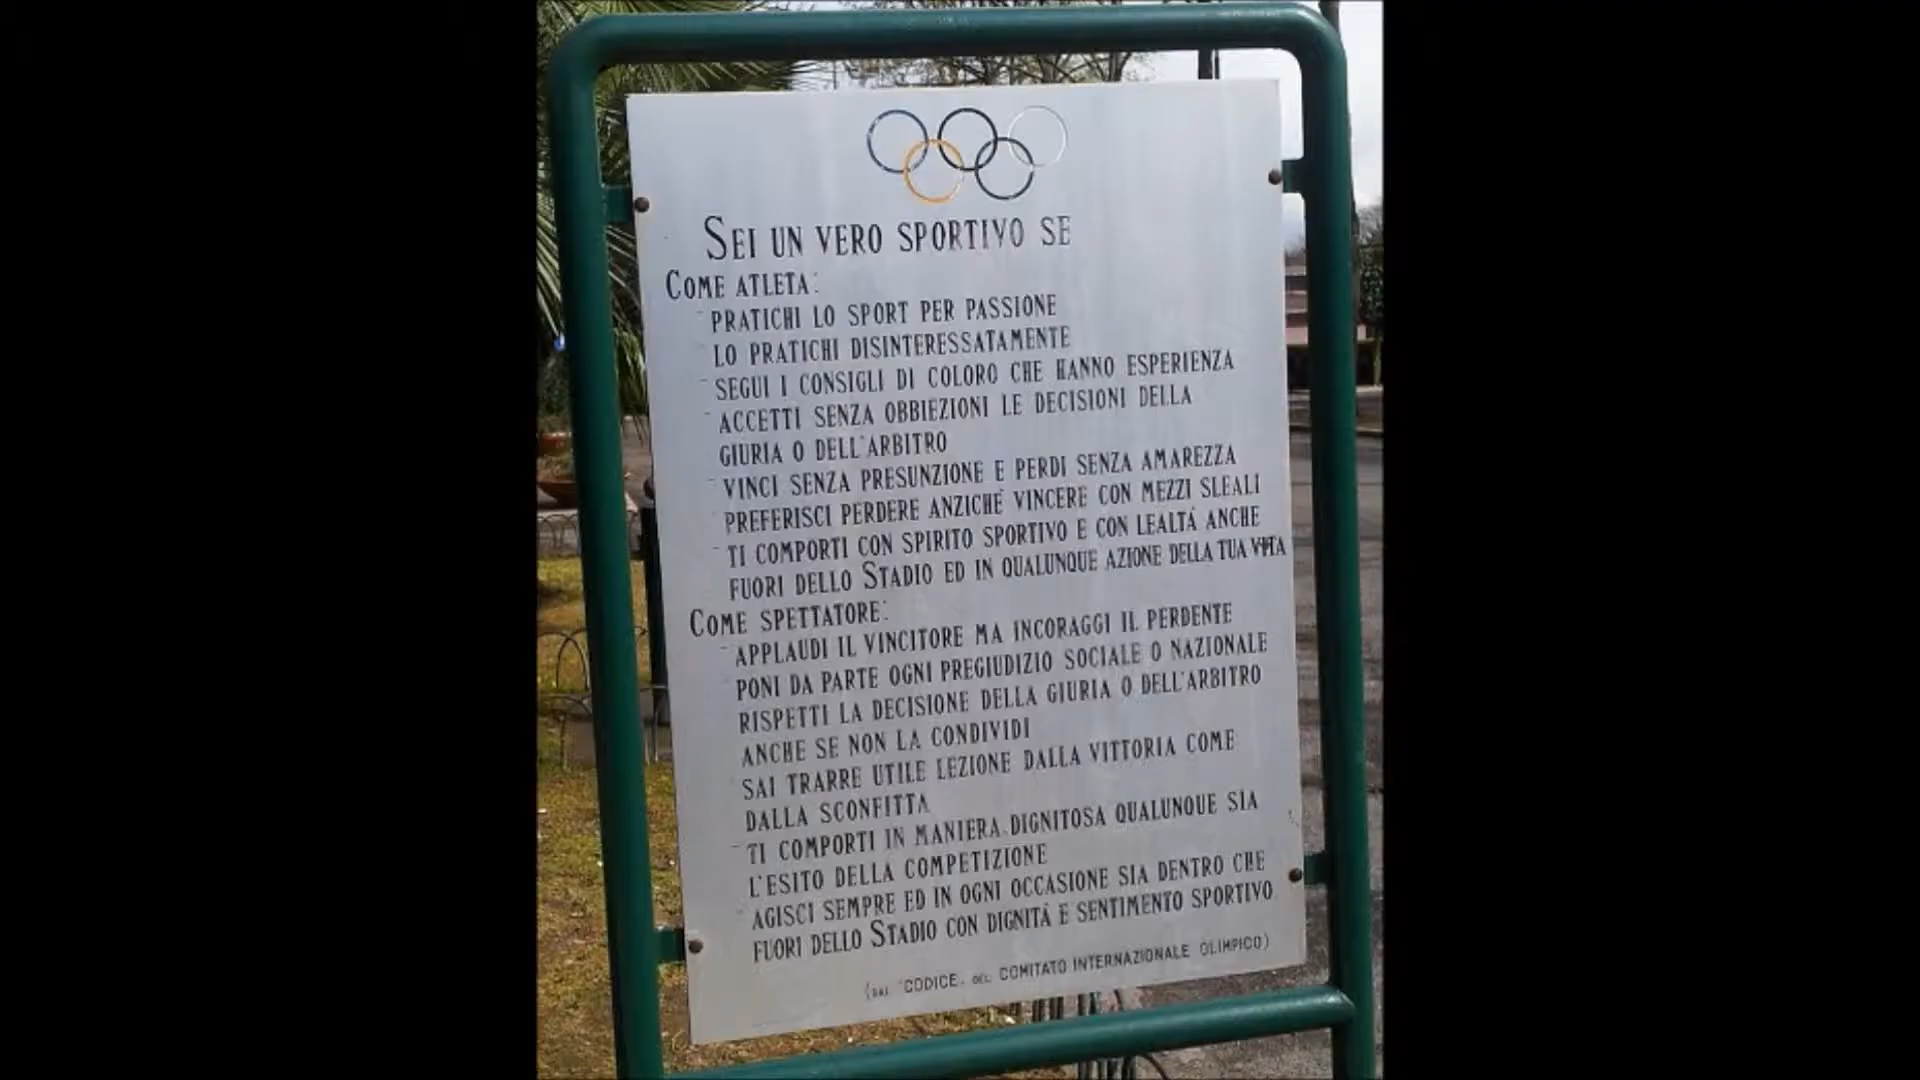 SEI UN VERO SPORTIVO SE
COME ATLETA:
- PRATICHI LO SPORT PER PASSIONE
- LO PRATICHI DISINTERESSATAMENTE
- SEGUI I CONSIGLI DI COLORO CHE HANNO ESPERIENZA
- ACCETTI SENZA OBBIEZIONI LE DECISIONI DELLA
GIURIA O DELL'ARBITRO
- VINCI SENZA PRESUNZIONE E PERDI SENZA AMAREZZA
- PREFERISCI PERDERE ANZICHÉ VINCERE CON MEZZI SLEALI
- TI COMPORTI CON SPIRITO SPORTIVO E CON LEALTÁ ANCHE
FUORI DELLO STADIO ED IN QUALUNQUE AZIONE DELLA TUA VITA
COME SPETTATORE:
- APPLAUDI IL VINCITORE MA INCORAGGI IL PERDENTE
- PONI DA PARTE OGNI PREGIUDIZIO SOCIALE O NAZIONALE
- RISPETTI LA DECISIONE DELLA GIURIA O DELL'ARBITRO
ANCHE SE NON LA CONDIVIDI
- SAI TRARRE UTILE LEZIONE DALLA VITTORIA COME
DALLA SCONFITTA
- TI COMPORTI IN MANIERA DIGNITOSA QUALUNQUE SIA
L'ESITO DELLA COMPETIZIONE
- AGISCI SEMPRE ED IN OGNI OCCASIONE SIA DENTRO CHE
FUORI DELLO STADIO CON DIGNITÁ E SENTIMENTO SPORTIVO
(DAL "CODICE" DEL COMITATO INTERNAZIONALE OLIMPICO)